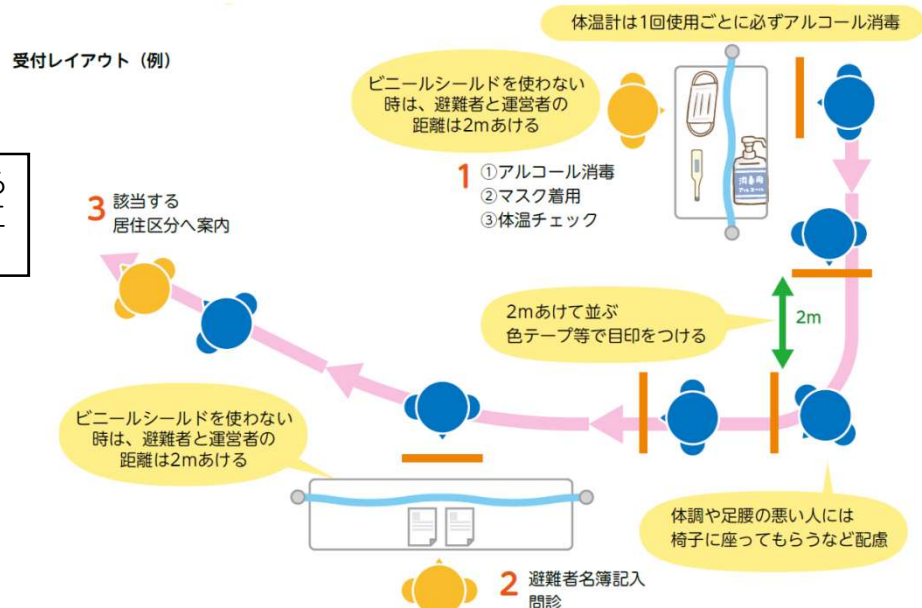 体温計は1回使用ごとに必ずアルコール消毒
受付レイアウト（例）
ビニールシールドを使わない
時は、避難者と運営者の
距離は2mあける
1 ①アルコール消毒
②マスク着用
③体温チェック
消毒用
アルコール
る
3 該当する
居住区分へ案内
2mあけて並ぶ
色テープ等で目印をつける
2m
ビニールシールドを使わない
時は、避難者と運営者の
距離は2mあける
体調や足腰の悪い人には
椅子に座ってもらうなど配慮
2 避難者名簿記入
問診